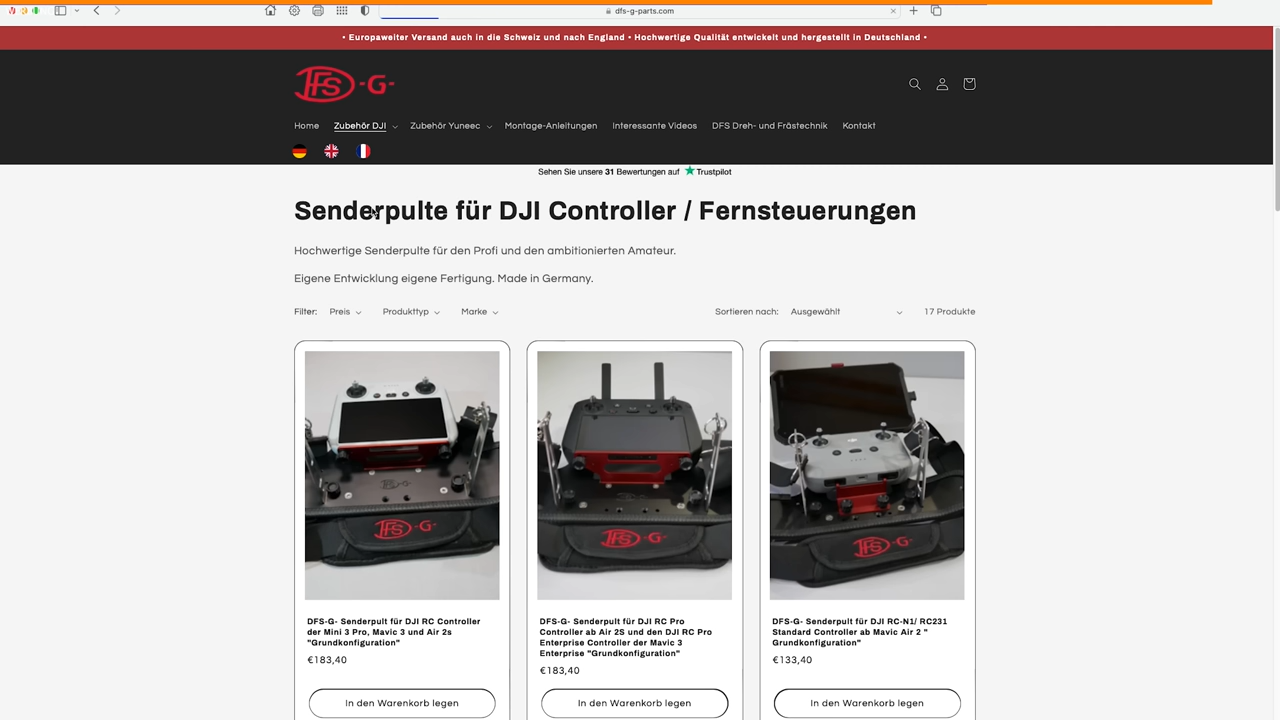 dfs-g-parts.com
• Europaweiter Versand auch in die Schweiz und nach England • Hochwertige Qualität entwickelt und hergestellt in Deutschland •
DFS -G-
Home Zubehör DJI Zubehör Yuneec Montage-Anleitungen Interessante Videos DFS Dreh- und Frästechnik Kontakt
Sehen Sie unsere 31 Bewertungen auf Trustpilot
Senderpulte für DJI Controller / Fernsteuerungen
Hochwertige Senderpulte für den Profi und den ambitionierten Amateur.
Eigene Entwicklung eigene Fertigung. Made in Germany.
Filter: Preis Produkttyp Marke Sortieren nach: Ausgewählt 17 Produkte
DFS -G-
DFS -G-
DFS -G-
DFS-G- Senderpult für DJI RC Controller
der Mini 3 Pro, Mavic 3 und Air 2s
"Grundkonfiguration"
€183,40
In den Warenkorb legen
DFS-G- Senderpult für DJI RC Pro
Controller ab Air 2S und den DJI RC Pro
Enterprise Controller der Mavic 3
Enterprise "Grundkonfiguration"
€183,40
In den Warenkorb legen
DFS-G- Senderpult für DJI RC-N1/ RC231
Standard Controller ab Mavic Air 2 "
Grundkonfiguration"
€133,40
In den Warenkorb legen